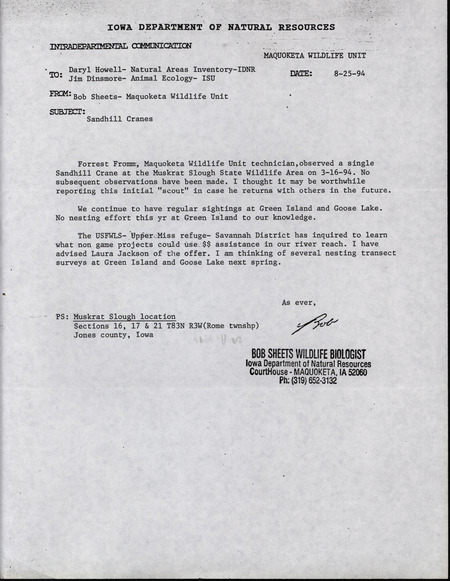 IOWA DEPARTMENT OF NATURAL RESOURCES
INTRADEPARTMENTAL COMMUNICATION
MAQUOKETA WILDLIFE UNIT
TO: Daryl Howell- Natural Areas Inventory-IDNR
Jim Dinsmore- Animal Ecology- ISU
DATE: 8-25-94
FROM: Bob Sheets- Maquoketa Wildlife Unit
SUBJECT:
Sandhill Cranes
Forrest Fromm, Maquoketa Wildlife Unit technician,observed a single
Sandhill Crane at the Muskrat Slough State Wildlife Area on 3-16-94. No
subsequent observations have been made. I thought it may be worthwhile
reporting this initial "scout" in case he returns with others in the future.
We continue to have regular sightings at Green Island and Goose Lake.
No nesting effort this yr at Green Island to our knowledge.
The USFWLS- Upper Miss refuge- Savannah District has inquired to learn
what non game projects could use $$ assistance in our river reach. I have
advised Laura Jackson of the offer. I am thinking of several nesting transect
surveys at Green Island and Goose Lake next spring.
As ever,
Bob
PS: Muskrat Slough location
Sections 16, 17 & 21 T83N R3W(Rome twnshp)
Jones county, Iowa
BOB SHEETS WILDLIFE BIOLOGIST
Iowa Department of Natural Resources
CourtHouse - MAQUOKETA, IA 52060
Ph: (319) 652-3132